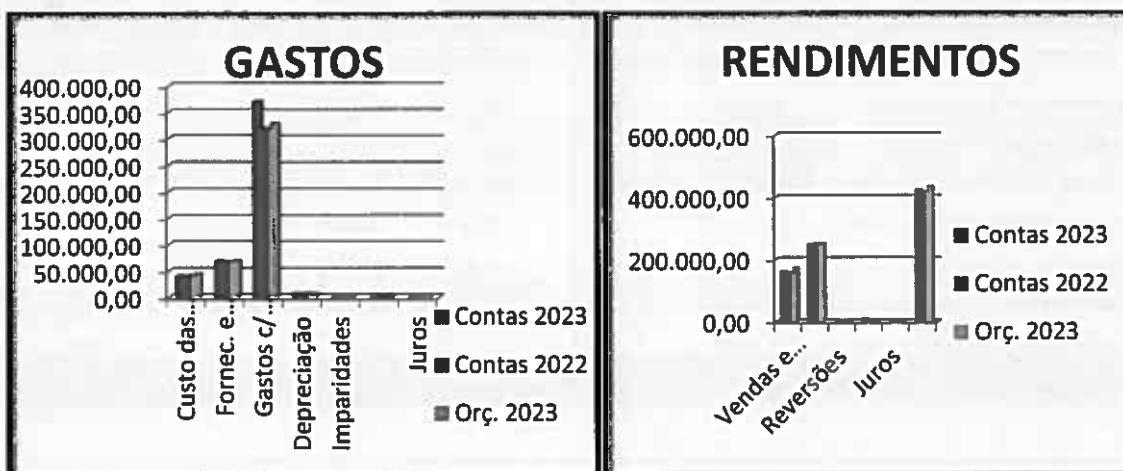 GASTOS
400.000,00
350.000,00
300.000,00
250.000,00
200.000,00
150.000,00
100.000,00
50.000,00
0,00
Custo das...
Fornec. e...
Gastos c/...
Depreciação
Imparidades
Juros
Contas 2023
Contas 2022
Orç. 2023
RENDIMENTOS
600.000,00
400.000,00
200.000,00
0,00
Vendas e...
Reversões
Juros
Contas 2023
Contas 2022
Orç. 2023